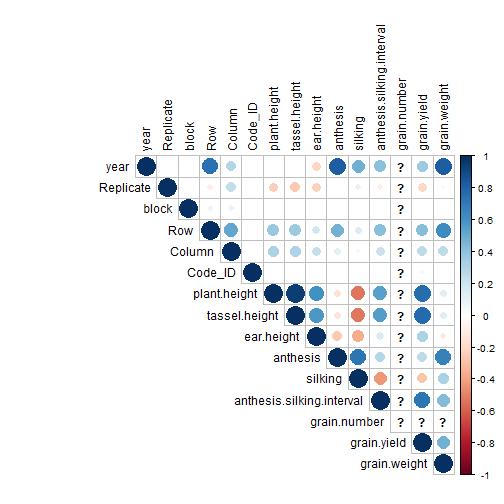 year
Replicate
block
Row
Column
Code_ID
plant.height
tassel.height
ear.height
anthesis
silking
anthesis.silking.interval
grain.number
grain.yield
grain.weight
year ?
Replicate ?
block ?
Row ?
Column ?
Code_ID ?
plant.height ?
tassel.height ?
ear.height ?
anthesis ?
silking ?
anthesis.silking.interval ?
grain.number ? ? ?
grain.yield
grain.weight
1
0.8
0.6
0.4
0.2
0
-0.2
-0.4
-0.6
-0.8
-1